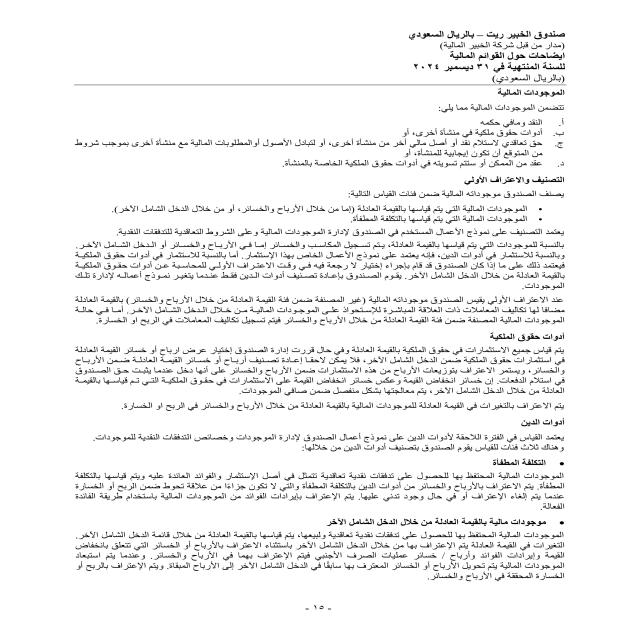 صندوق الخبير ريت – بالريال السعودي
(مدار من قبل شركة الخبير المالية)
إيضاحات حول القوائم المالية
للسنة المنتهية في ٣١ ديسمبر ٢٠٢٤
(بالريال السعودي)
الموجودات المالية
تتضمن الموجودات المالية مما يلي:
أ. النقد ومافي حكمه
ب. أدوات حقوق ملكية في منشأة أخرى، أو
ج. حق تعاقدي لاستلام نقد أو أصل مالي آخر من منشأة أخرى، أو لتبادل الأصول أوالمطلوبات المالية مع منشأة أخرى بموجب شروط
من المتوقع أن تكون إيجابية للمنشأة، أو
د. عقد من الممكن أو ستتم تسويته في أدوات حقوق الملكية الخاصة بالمنشأة.
التصنيف والاعتراف الأولي
يصنف الصندوق موجوداته المالية ضمن فئات القياس التالية:
• الموجودات المالية التي يتم قياسها بالقيمة العادلة (إما من خلال الأرباح والخسائر، أو من خلال الدخل الشامل الآخر).
• الموجودات المالية التي يتم قياسها بالتكلفة المطفأة.
يعتمد التصنيف على نموذج الأعمال المستخدم في الصندوق لإدارة الموجودات المالية وعلى الشروط التعاقدية للتدفقات النقدية.
بالنسبة للموجودات التي يتم قياسها بالقيمة العادلة، يتم تسجيل المكاسب والخسائر إما في الأرباح والخسائر أو الدخل الشامل الآخر.
وبالنسبة للاستثمار في أدوات الدين، فإنه يعتمد على نموذج الأعمال الخاص بهذا الاستثمار. أما بالنسبة للاستثمار في أدوات حقوق الملكية
فيعتمد ذلك على ما إذا كان الصندوق قد قام بإجراء إختيار لا رجعة فيه في وقت الاعتراف الأولي للمحاسبة عن أدوات حقوق الملكية
بالقيمة العادلة من خلال الدخل الشامل الآخر. يقوم الصندوق بإعادة تصنيف أدوات الدين فقط عندما يتغير نموذج أعماله لإدارة تلك
الموجودات.
عند الاعتراف الأولي يقيس الصندوق موجوداته المالية (غير المصنفة ضمن فئة القيمة العادلة من خلال الأرباح والخسائر) بالقيمة العادلة
مضافا لها تكاليف المعاملات ذات العلاقة المباشرة للإستحواذ على الموجودات المالية من خلال الدخل الشامل الآخر. أما في حالة
الموجودات المالية المصنفة ضمن فئة القيمة العادلة من خلال الأرباح والخسائر فيتم تسجيل تكاليف المعاملات في الربح او الخسارة.
أدوات حقوق الملكية
يتم قياس جميع الاستثمارات في حقوق الملكية بالقيمة العادلة وفي حال قررت إدارة الصندوق إختيار عرض ارباح أو خسائر القيمة العادلة
في استثمارات حقوق الملكية ضمن الدخل الشامل الآخر، فلا يمكن لاحقا إعادة تصنيف أرباح أو خسائر القيمة العادلة ضمن الأرباح
والخسائر، ويستمر الاعتراف بتوزيعات الأرباح من هذه الاستثمارات ضمن الأرباح والخسائر على أنها دخل عندما يثبت حق الصندوق
في استلام الدفعات. إن خسائر انخفاض القيمة وعكس خسائر انخفاض القيمة على الاستثمارات في حقوق الملكية التي تم قياسها بالقيمة
العادلة من خلال الدخل الشامل الآخر، يتم معالجتها بشكل منفصل ضمن صافي الموجودات.
يتم الاعتراف بالتغيرات في القيمة العادلة للموجودات المالية بالقيمة العادلة من خلال الأرباح والخسائر في الربح او الخسارة.
أدوات الدين
يعتمد القياس في الفترة اللاحقة لأدوات الدين على نموذج أعمال الصندوق لإدارة الموجودات وخصائص التدفقات النقدية للموجودات.
وهناك ثلاث فئات للقياس يقوم الصندوق بتصنيف أدوات الدين من خلالها:
• التكلفة المطفأة
الموجودات المالية المحتفظ بها للحصول على تدفقات نقدية تعاقدية تتمثل في أصل الإستثمار والفوائد العائدة عليه ويتم قياسها بالتكلفة
المطفأة. يتم الاعتراف بالأرباح والخسائر من أدوات الدين بالتكلفة المطفأة والتي لا تكون جزءًا من علاقة تحوط ضمن الربح او الخسارة
عندما يتم إلغاء الإعتراف أو في حال وجود تدني عليها. ويتم الإعتراف بإيرادات الفوائد من الموجودات المالية باستخدام طريقة الفائدة
الفعالة.
• موجودات مالية بالقيمة العادلة من خلال الدخل الشامل الآخر
الموجودات المالية المحتفظ بها للحصول على تدفقات نقدية تعاقدية ولبيعها، يتم قياسها بالقيمة العادلة من خلال قائمة الدخل الشامل الآخر.
التغيرات في القيمة العادلة يتم الإعتراف بها من خلال الدخل الشامل الآخر باستثناء الاعتراف بالأرباح أو الخسائر التي تتعلق بانخفاض
القيمة وإيرادات الفوائد وأرباح / خسائر عمليات الصرف الأجنبي فيتم الإعتراف بهما في الأرباح والخسائر. وعندما يتم استبعاد
الموجودات المالية يتم تحويل الأرباح أو الخسائر المعترف بها سابقًا في الدخل الشامل الآخر إلى الأرباح المبقاة. ويتم الإعتراف بالربح أو
الخسارة المحققة في الأرباح والخسائر.
- ١٥ -